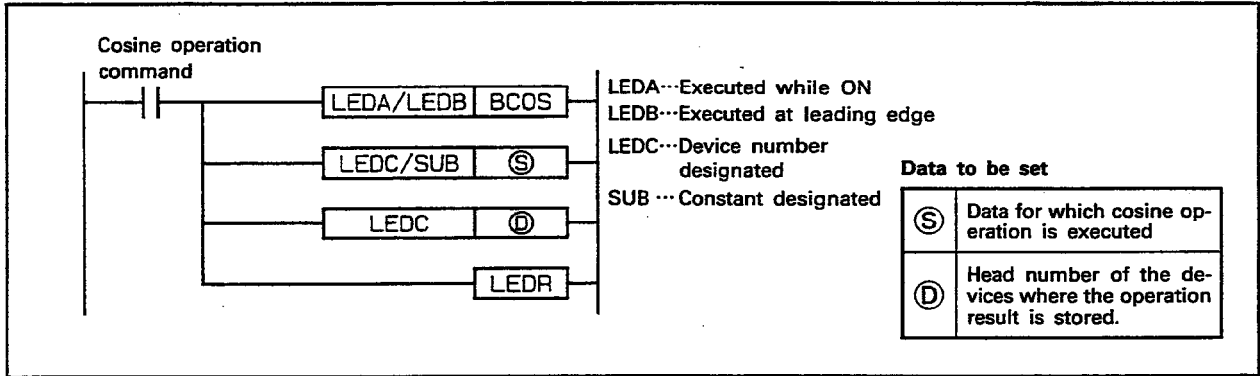 Cosine operation
command
LEDA/LEDB BCOS
LEDC/SUB Ⓢ
LEDC Ⓓ
LEDR
LEDA···Executed while ON
LEDB···Executed at leading edge
LEDC···Device number
designated
SUB ···Constant designated
Data to be set
Ⓢ Data for which cosine op-
eration is executed
Ⓓ Head number of the de-
vices where the operation
result is stored.